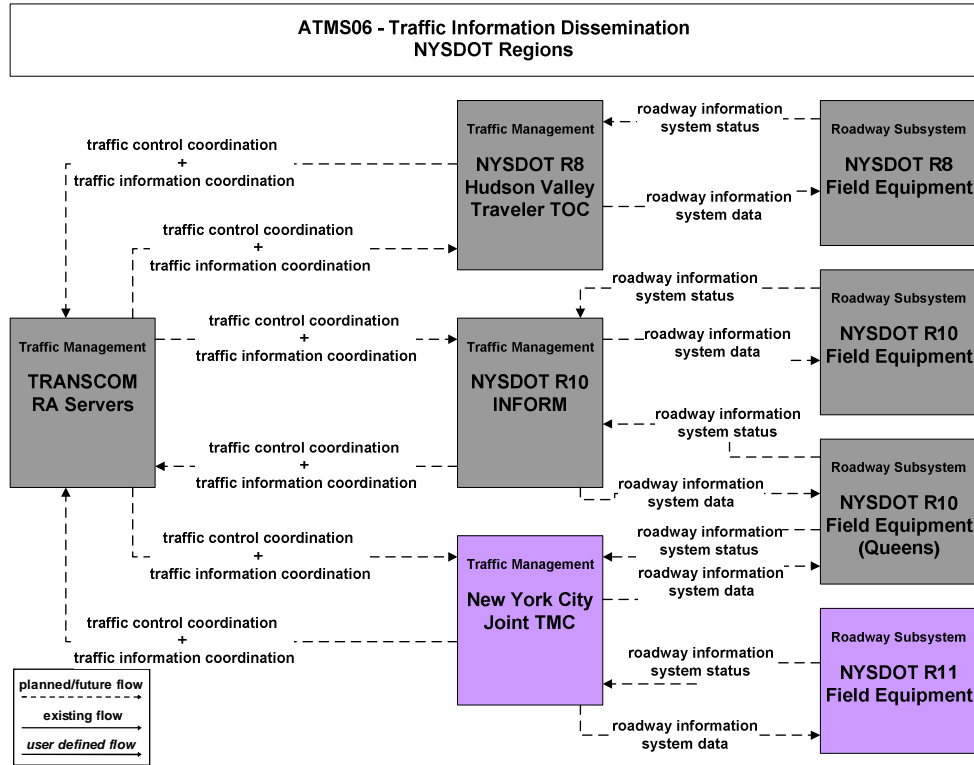 ATMS06 - Traffic Information Dissemination
NYSDOT Regions
Traffic Management
NYSDOT R8
Hudson Valley
Traveler TOC
roadway information
system status
roadway information
system data
Roadway Subsystem
NYSDOT R8
Field Equipment
traffic control coordination
+
traffic information coordination
traffic control coordination
+
traffic information coordination
Traffic Management
TRANSCOM
RA Servers
traffic control coordination
+
traffic information coordination
traffic control coordination
+
traffic information coordination
Traffic Management
NYSDOT R10
INFORM
roadway information
system status
roadway information
system data
Roadway Subsystem
NYSDOT R10
Field Equipment
roadway information
system status
roadway information
system data
Roadway Subsystem
NYSDOT R10
Field Equipment
(Queens)
roadway information
system status
roadway information
system data
traffic control coordination
+
traffic information coordination
traffic control coordination
+
traffic information coordination
Traffic Management
New York City
Joint TMC
roadway information
system status
roadway information
system data
Roadway Subsystem
NYSDOT R11
Field Equipment
planned/future flow
existing flow
user defined flow